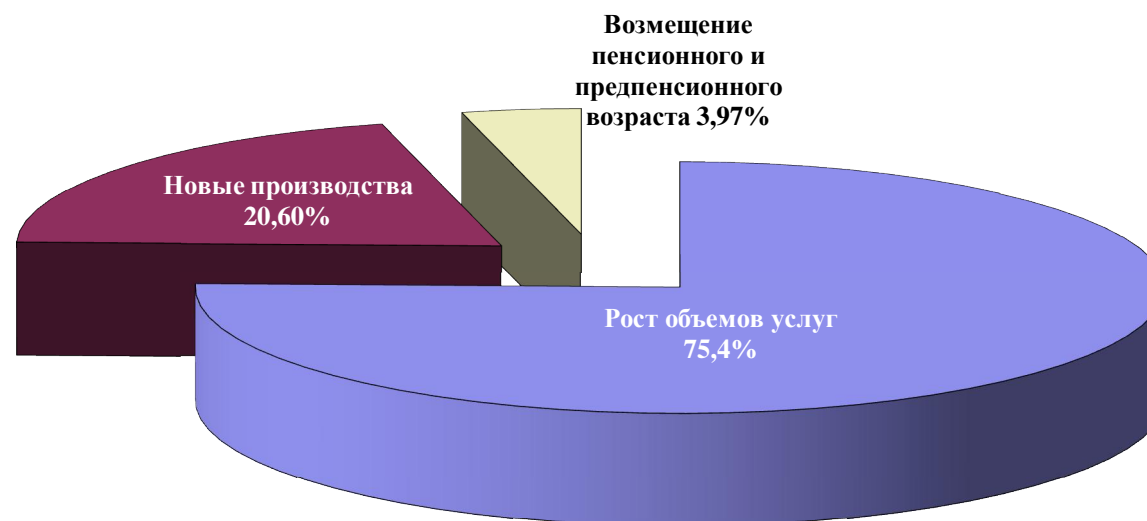 Возмещение
пенсионного и
предпенсионного
возраста 3,97%
Новые производства
20,60%
Рост объемов услуг
75,4%